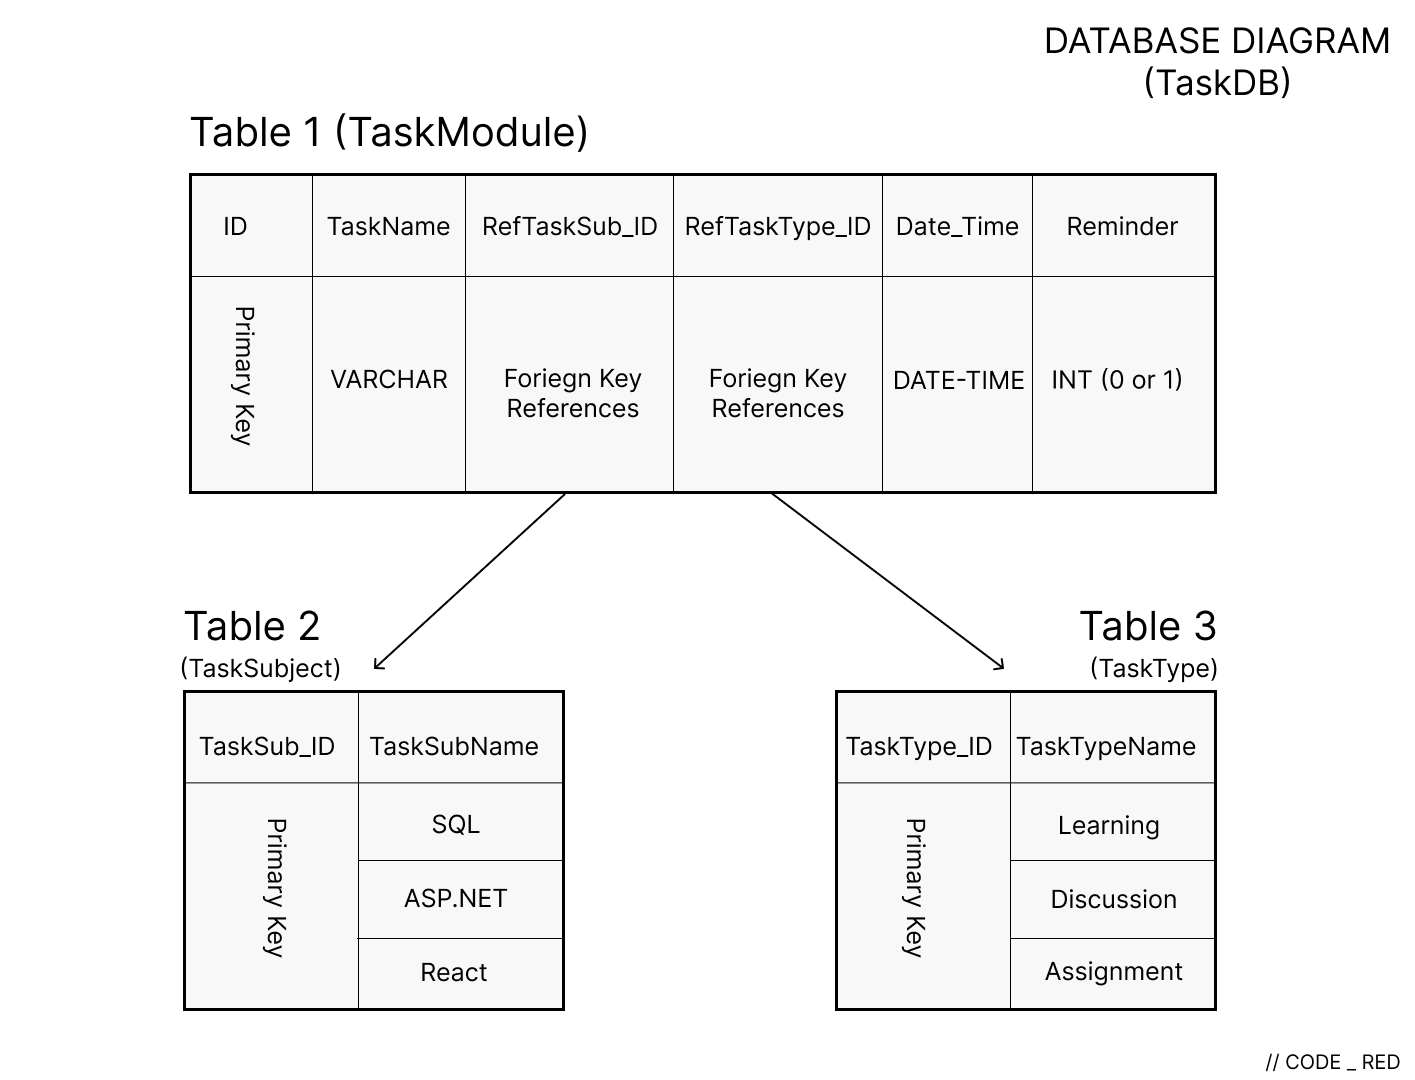 DATABASE DIAGRAM
(TaskDB)
Table 1 (TaskModule)
ID
TaskName
RefTaskSub_ID
RefTaskType_ID
Date_Time
Reminder
Primary Key
VARCHAR
Foriegn Key
References
Foriegn Key
References
DATE-TIME
INT (0 or 1)
Table 2
(TaskSubject)
TaskSub_ID
TaskSubName
Primary Key
SQL
ASP.NET
React
Table 3
(TaskType)
TaskType_ID
TaskTypeName
Primary Key
Learning
Discussion
Assignment
// CODE _ RED